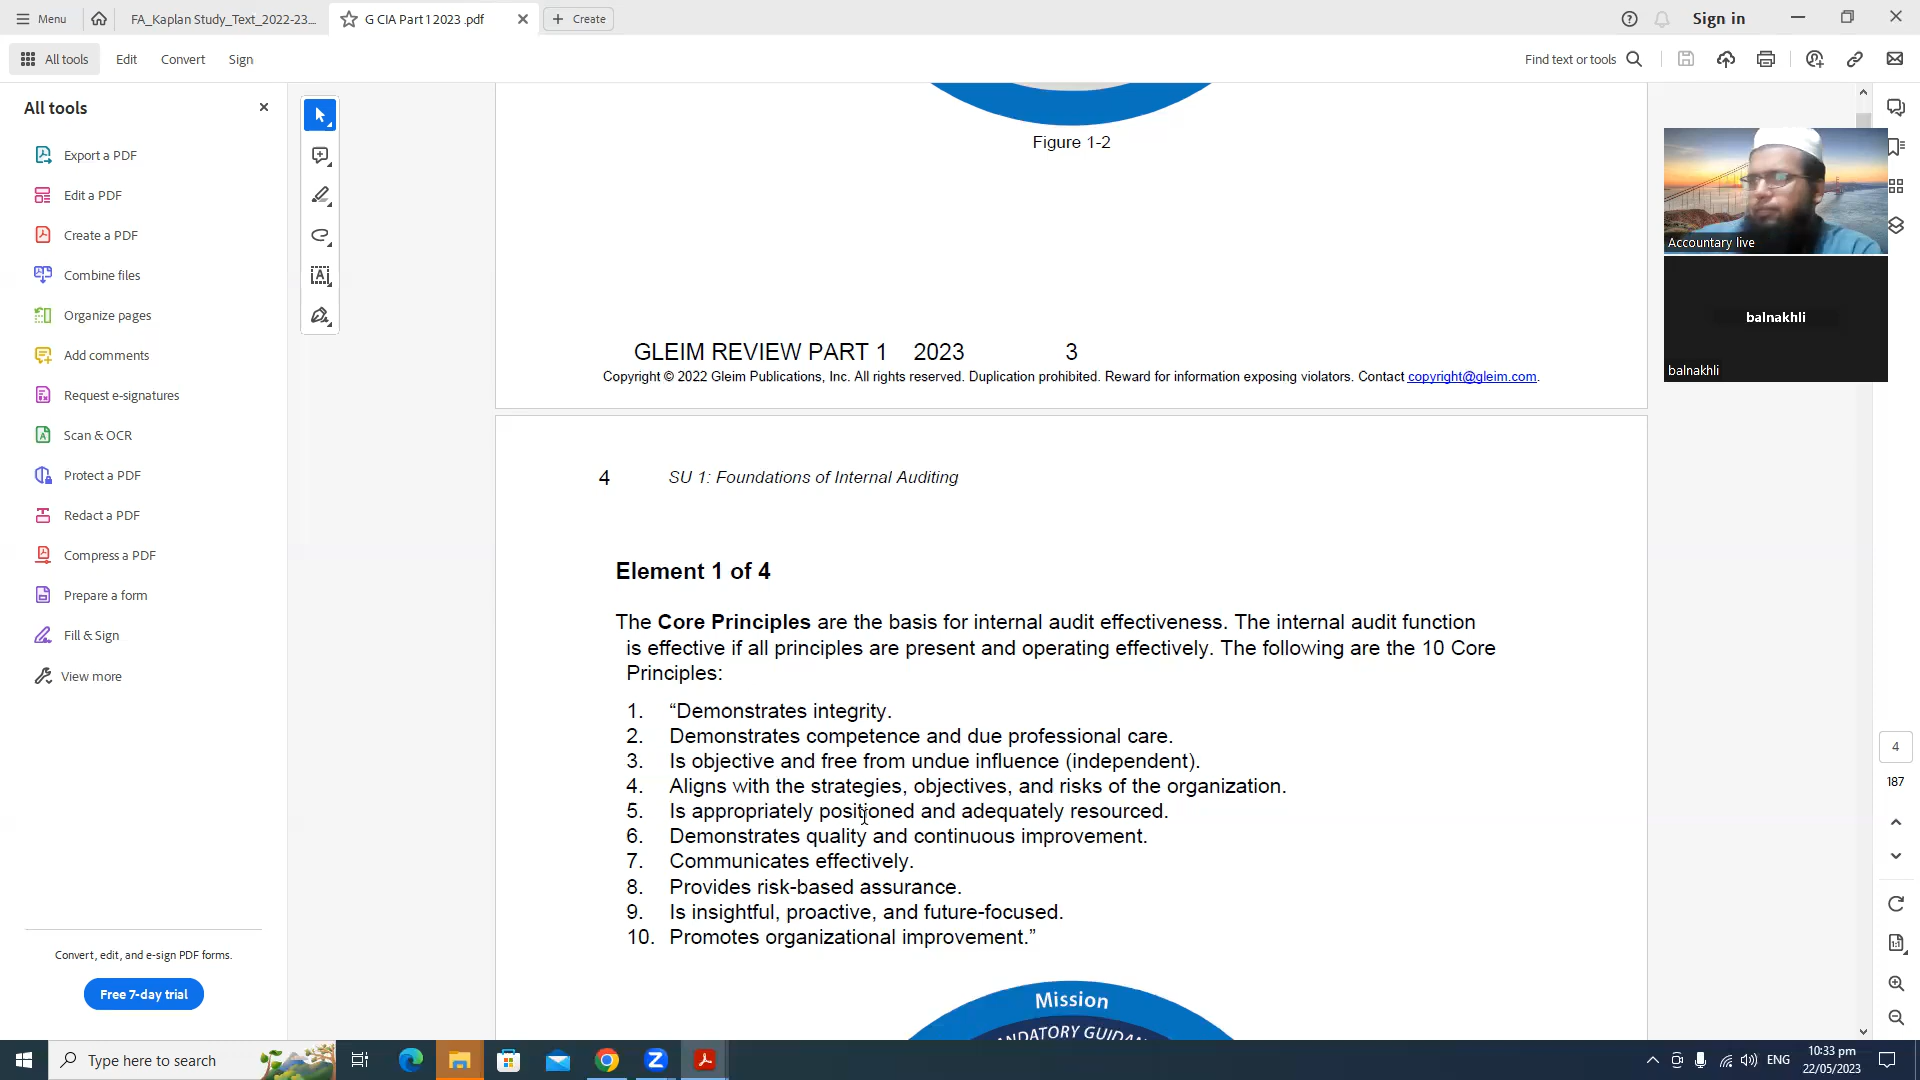 Menu
FA_Kaplan Study_Text_2022-23...
G CIA Part 1 2023 .pdf
Create
Sign in
All tools
Edit
Convert
Sign
Find text or tools
All tools
Export a PDF
Edit a PDF
Create a PDF
Combine files
Organize pages
Add comments
Request e-signatures
Scan & OCR
Protect a PDF
Redact a PDF
Compress a PDF
Prepare a form
Fill & Sign
View more
Convert, edit, and e-sign PDF forms.
Free 7-day trial
Figure 1-2
GLEIM REVIEW PART 1 2023 3
Copyright © 2022 Gleim Publications, Inc. All rights reserved. Duplication prohibited. Reward for information exposing violators. Contact copyright@gleim.com.
4 SU 1: Foundations of Internal Auditing
Element 1 of 4
The Core Principles are the basis for internal audit effectiveness. The internal audit function
is effective if all principles are present and operating effectively. The following are the 10 Core
Principles:
1. “Demonstrates integrity.
2. Demonstrates competence and due professional care.
3. Is objective and free from undue influence (independent).
4. Aligns with the strategies, objectives, and risks of the organization.
5. Is appropriately positioned and adequately resourced.
6. Demonstrates quality and continuous improvement.
7. Communicates effectively.
8. Provides risk-based assurance.
9. Is insightful, proactive, and future-focused.
10. Promotes organizational improvement.”
Mission
Accountary live
balnakhli
balnakhli
4
187
Type here to search
ENG
10:33 pm
22/05/2023